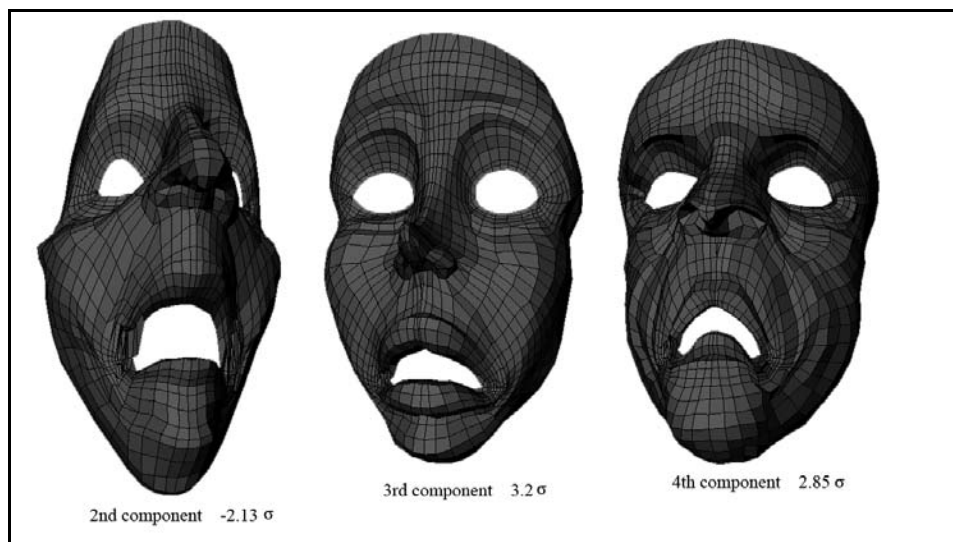 2nd component -2.13 σ
3rd component 3.2 σ
4th component 2.85 σ